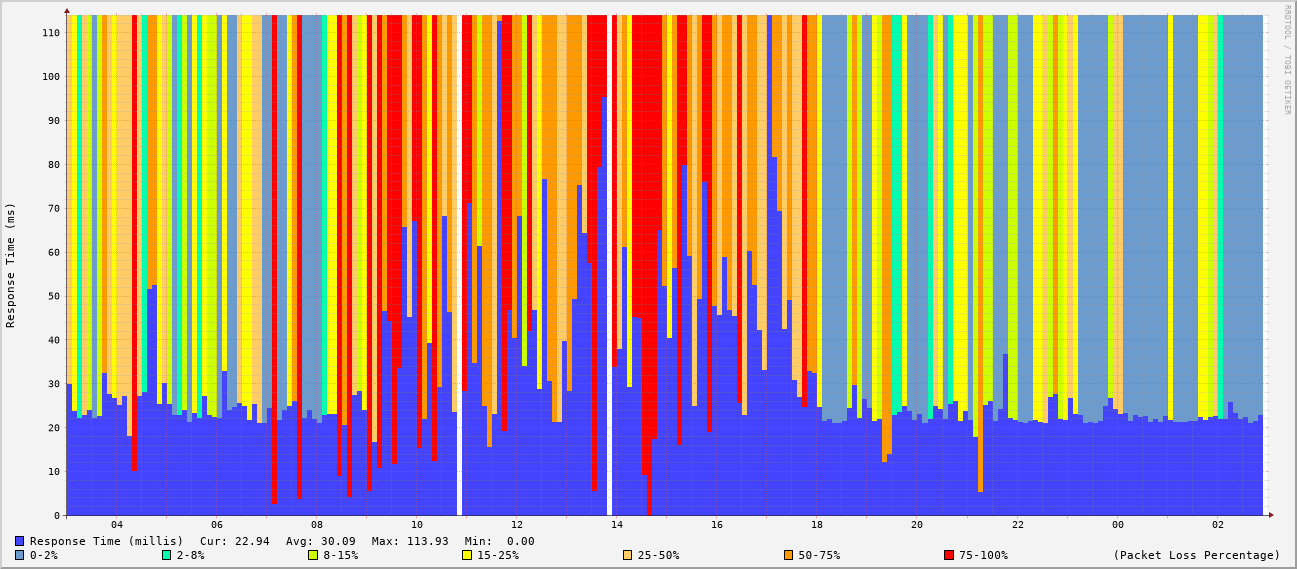 RRDTOOL / TOBI OETIKER
Response Time (ms)
110
100
90
80
70
60
50
40
30
20
10
0
04 06 08 10 12 14 16 18 20 22 00 02
Response Time (millis) Cur: 22.94 Avg: 30.09 Max: 113.93 Min: 0.00
0-2% 2-8% 8-15% 15-25% 25-50% 50-75% 75-100% (Packet Loss Percentage)